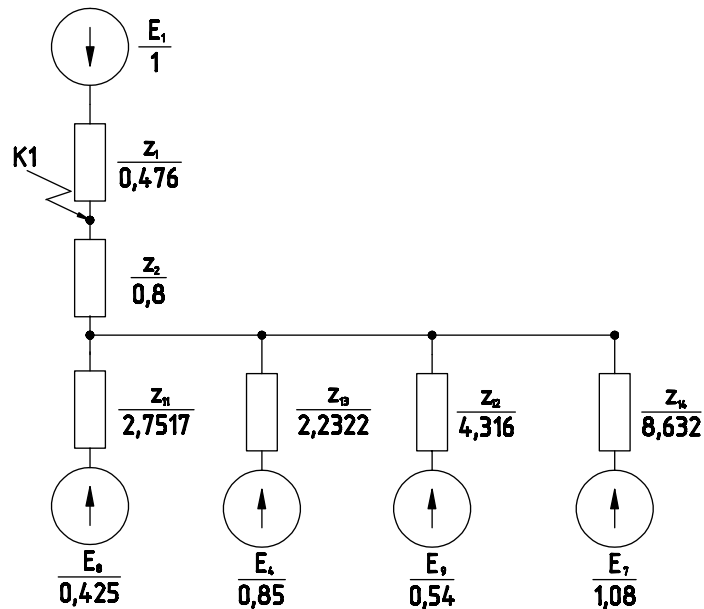 E₁
1
K1
Z₁
0,476
Z₂
0,8
Z₁₁
2,7517
Z₁₃
2,2322
Z₁₂
4,316
Z₁₄
8,632
E₈
0,425
E₄
0,85
E₉
0,54
E₇
1,08